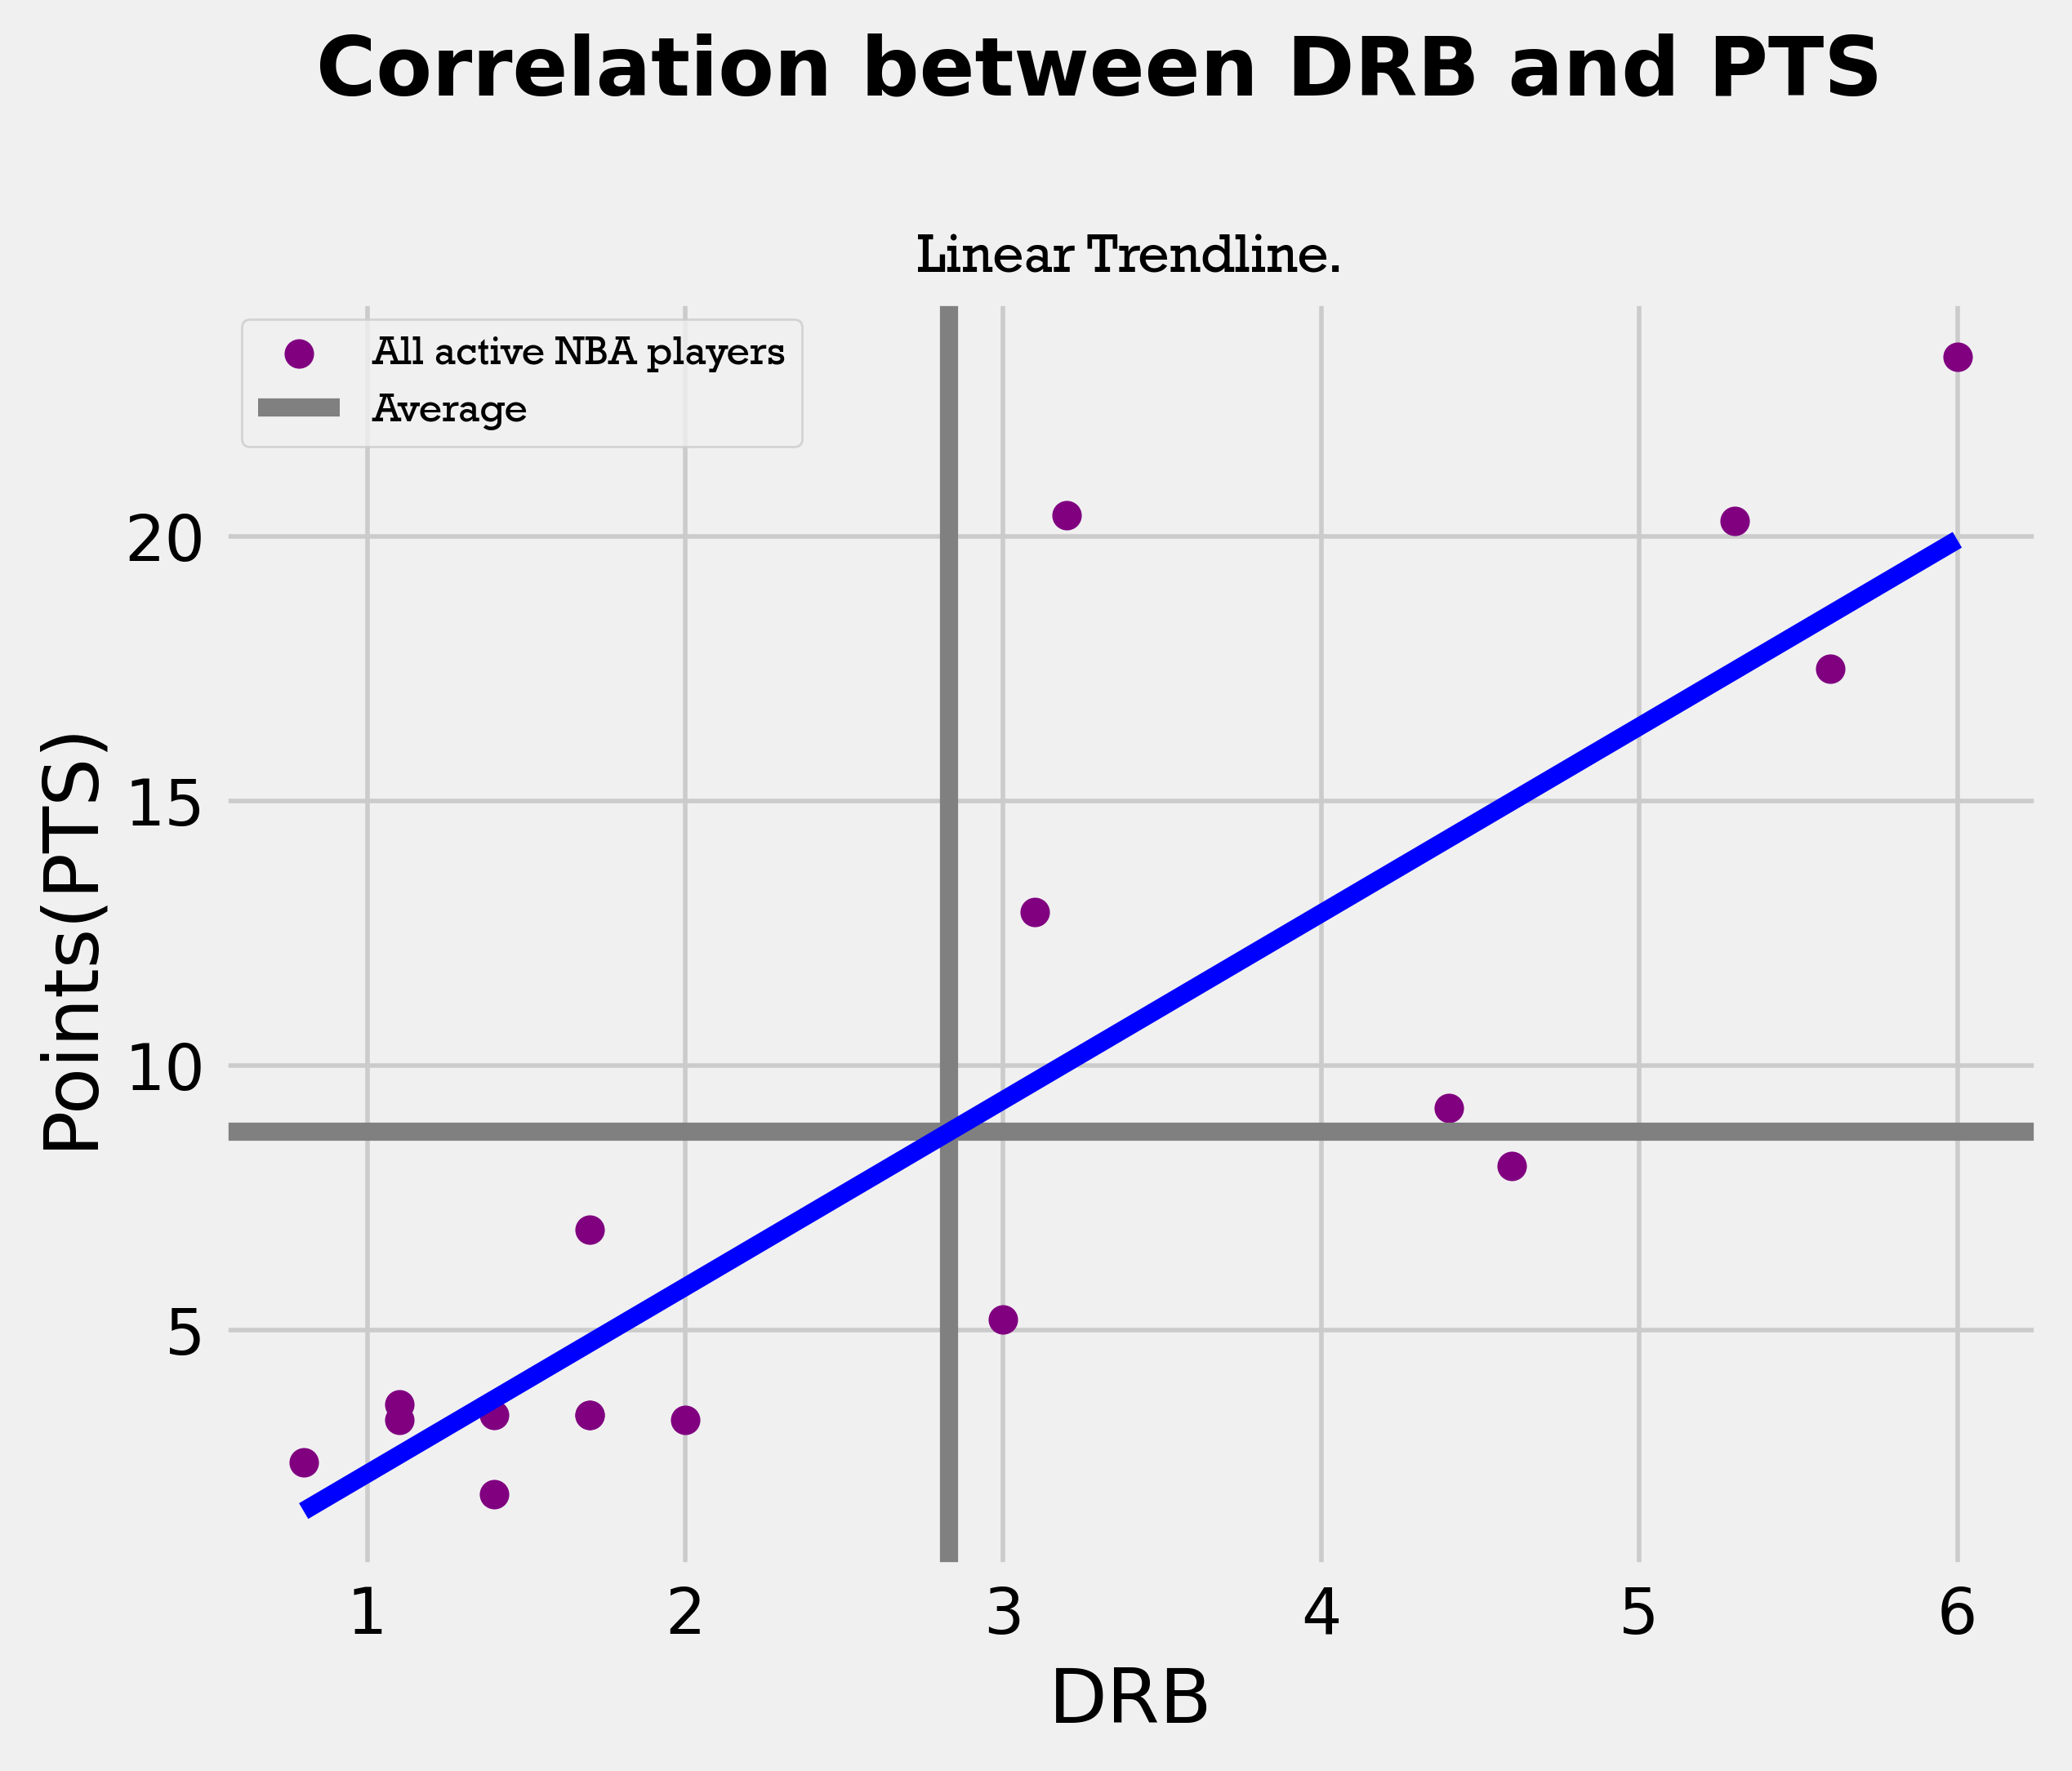 Correlation between DRB and PTS
Linear Trendline.
All active NBA players
Average
Points(PTS)
20
15
10
5
1 2 3 4 5 6
DRB